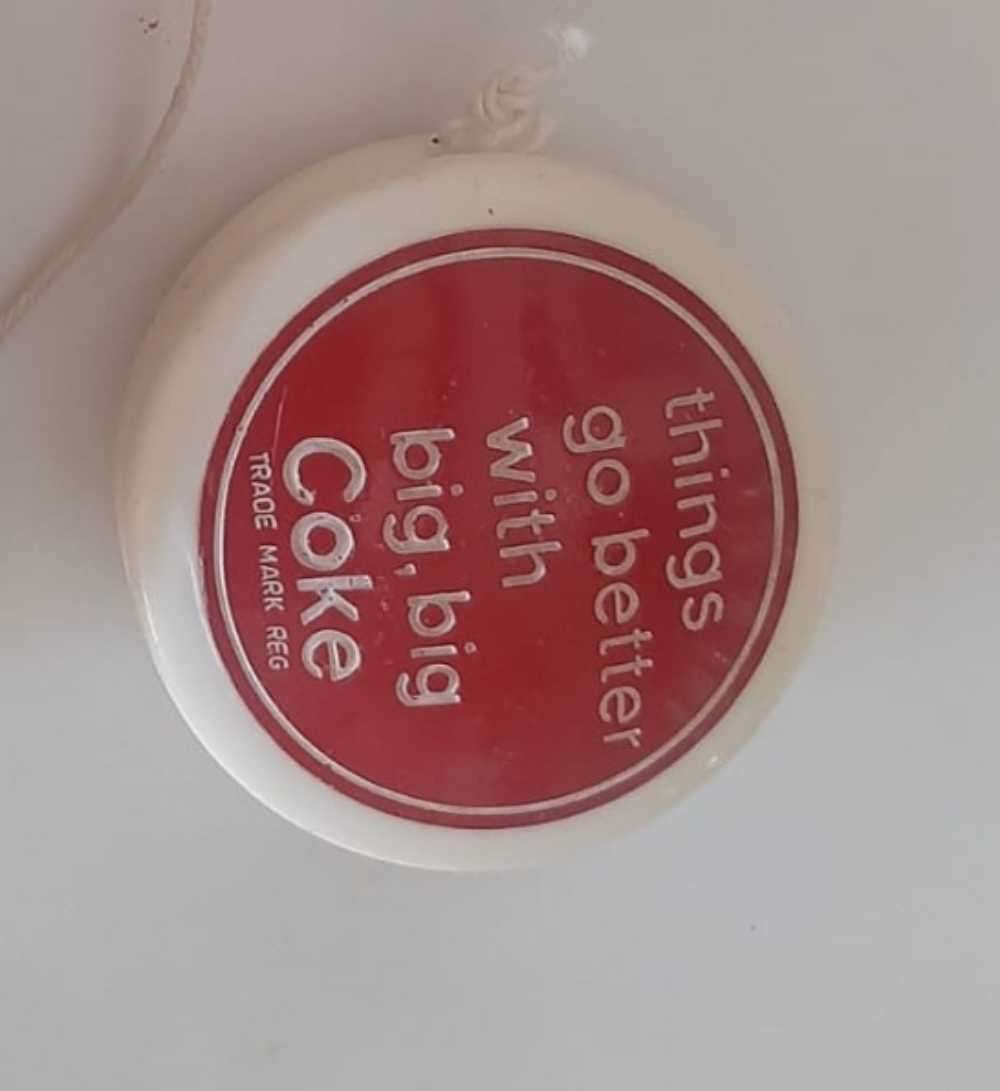 things
go better
with
big, big
Coke
TRADE MARK REG